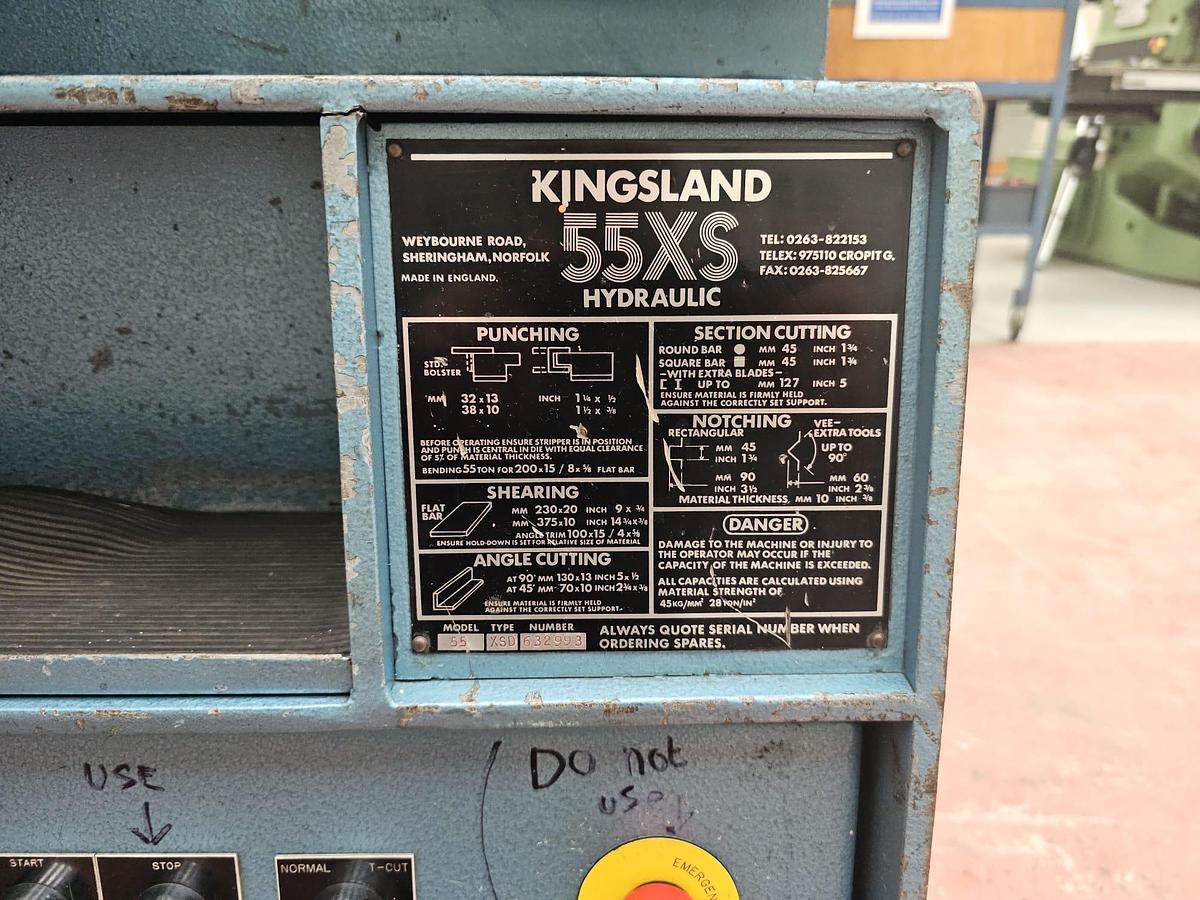 KINGSLAND
55XS
HYDRAULIC
WEYBOURNE ROAD,
SHERINGHAM, NORFOLK
MADE IN ENGLAND.
TEL: 0263-822153
TELEX: 975110 CROPIT G.
FAX: 0263-825667
PUNCHING
STD. BOLSTER
MM 32 x 13 INCH 1¼ x ½
38 x 10 1½ x ⅜
BEFORE OPERATING ENSURE STRIPPER IS IN POSITION
AND PUNCH IS CENTRAL IN DIE WITH EQUAL CLEARANCE
OF 5% OF MATERIAL THICKNESS.
BENDING 55 TON FOR 200 x 15 / 8 x ⅝ FLAT BAR
SHEARING
FLAT BAR
MM 230 x 20 INCH 9 x ¾
MM 375 x 10 INCH 14¾ x ⅜
ANGLE TRIM 100 x 15 / 4 x ⅝
ENSURE HOLD-DOWN IS SET FOR RELATIVE SIZE OF MATERIAL
ANGLE CUTTING
AT 90° MM 130 x 13 INCH 5 x ½
AT 45° MM 70 x 10 INCH 2¾ x ⅜
ENSURE MATERIAL IS FIRMLY HELD
AGAINST THE CORRECTLY SET SUPPORT.
SECTION CUTTING
ROUND BAR MM 45 INCH 1¾
SQUARE BAR MM 45 INCH 1¾
–WITH EXTRA BLADES–
UP TO MM 127 INCH 5
ENSURE MATERIAL IS FIRMLY HELD
AGAINST THE CORRECTLY SET SUPPORT.
NOTCHING
RECTANGULAR
MM 45
INCH 1¾
MM 90
INCH 3½
VEE–
EXTRA TOOLS
UP TO
90°
MM 60
INCH 2⅜
MATERIAL THICKNESS MM 10 INCH ⅜
DANGER
DAMAGE TO THE MACHINE OR INJURY TO
THE OPERATOR MAY OCCUR IF THE
CAPACITY OF THE MACHINE IS EXCEEDED.
ALL CAPACITIES ARE CALCULATED USING
MATERIAL STRENGTH OF
45KG/MM² 28TON/IN²
MODEL TYPE NUMBER
55 XSD 632993
ALWAYS QUOTE SERIAL NUMBER WHEN
ORDERING SPARES.
USE
DO not
use
START
STOP
NORMAL T-CUT
EMERGEN